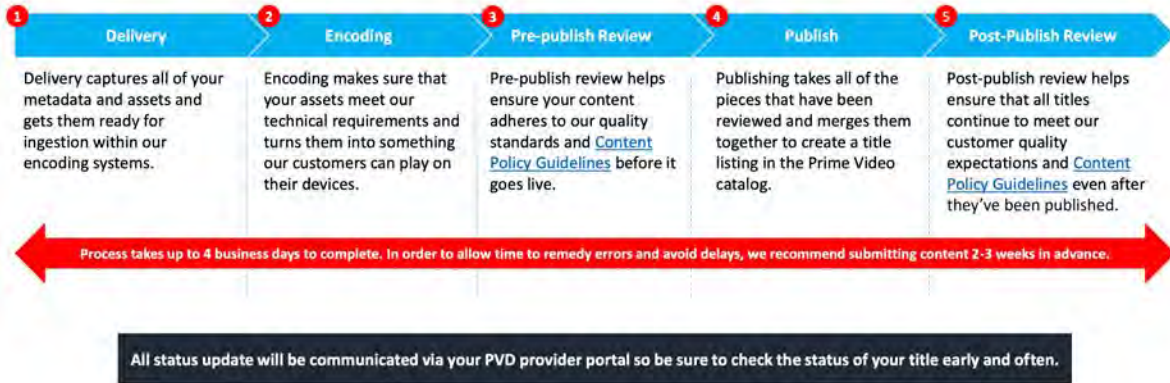 1
Delivery
2
Encoding
3
Pre-publish Review
4
Publish
5
Post-Publish Review
Delivery captures all of your
metadata and assets and
gets them ready for
ingestion within our
encoding systems.
Encoding makes sure that
your assets meet our
technical requirements and
turns them into something
our customers can play on
their devices.
Pre-publish review helps
ensure your content
adheres to our quality
standards and Content
Policy Guidelines before it
goes live.
Publishing takes all of the
pieces that have been
reviewed and merges them
together to create a title
listing in the Prime Video
catalog.
Post-publish review helps
ensure that all titles
continue to meet our
customer quality
expectations and Content
Policy Guidelines even after
they've been published.
Process takes up to 4 business days to complete. In order to allow time to remedy errors and avoid delays, we recommend submitting content 2-3 weeks in advance.
All status update will be communicated via your PVD provider portal so be sure to check the status of your title early and often.